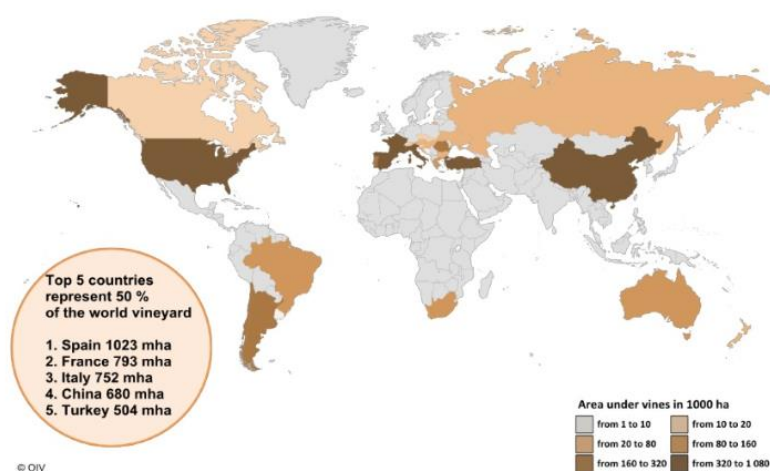 Top 5 countries
represent 50 %
of the world vineyard
1. Spain 1023 mha
2. France 793 mha
3. Italy 752 mha
4. China 680 mha
5. Turkey 504 mha
Area under vines in 1000 ha
from 1 to 10
from 10 to 20
from 20 to 80
from 80 to 160
from 160 to 320
from 320 to 1 080
© OIV